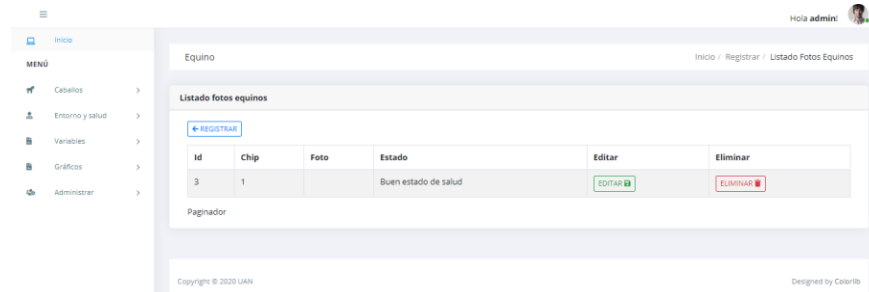 Hola admin!
Inicio
MENÚ
Caballos
Entorno y salud
Variables
Gráficos
Administrar
Equino
Inicio / Registrar / Listado Fotos Equinos
Listado fotos equinos
REGISTRAR
Id Chip Foto Estado Editar Eliminar
3 1 Buen estado de salud EDITAR ELIMINAR
Paginador
Copyright © 2020 UAN Designed by Colorlib